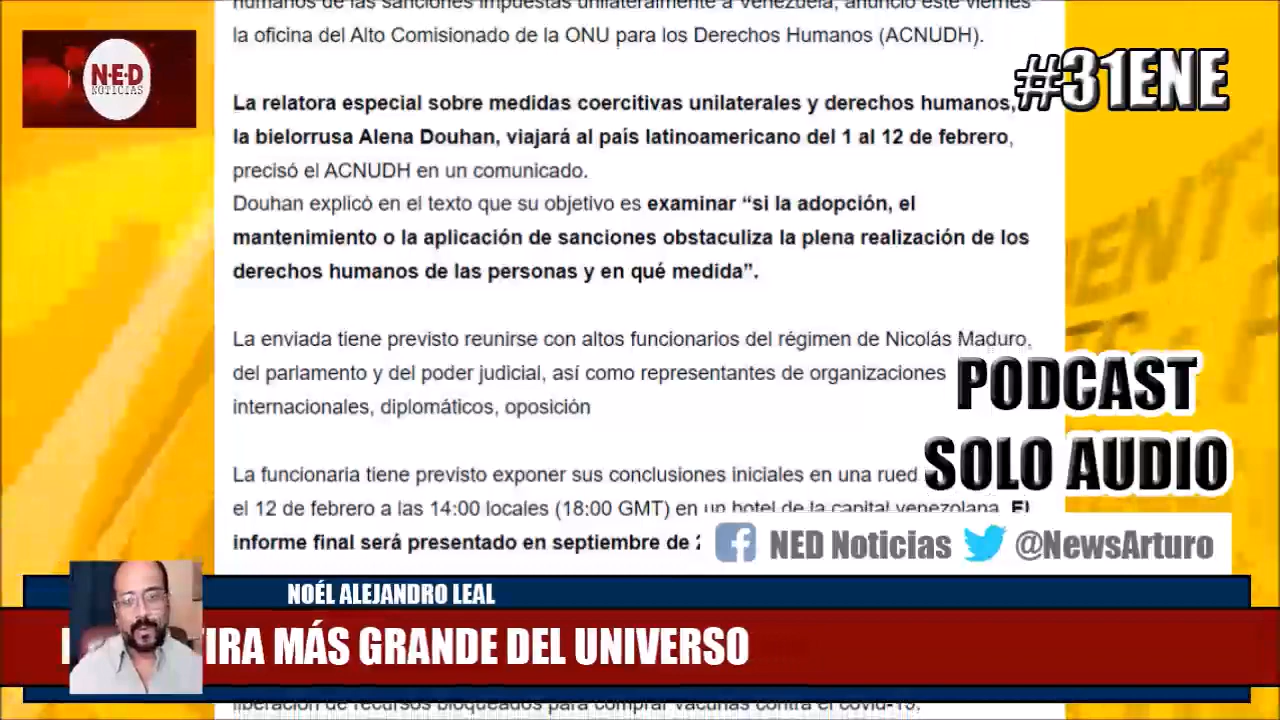 humanos de las sanciones impuestas unilateralmente a Venezuela, anunció este viernes
la oficina del Alto Comisionado de la ONU para los Derechos Humanos (ACNUDH).
N·E·D
NOTICIAS
#31ENE
La relatora especial sobre medidas coercitivas unilaterales y derechos humanos,
la bielorrusa Alena Douhan, viajará al país latinoamericano del 1 al 12 de febrero,
precisó el ACNUDH en un comunicado.
Douhan explicó en el texto que su objetivo es examinar “si la adopción, el
mantenimiento o la aplicación de sanciones obstaculiza la plena realización de los
derechos humanos de las personas y en qué medida”.
La enviada tiene previsto reunirse con altos funcionarios del régimen de Nicolás Maduro,
del parlamento y del poder judicial, así como representantes de organizaciones
internacionales, diplomáticos, oposición
PODCAST
SOLO AUDIO
La funcionaria tiene previsto exponer sus conclusiones iniciales en una rued
el 12 de febrero a las 14:00 locales (18:00 GMT) en un hotel de la capital venezolana. El
informe final será presentado en septiembre de
NED Noticias @NewsArturo
NOÉL ALEJANDRO LEAL
TIRA MÁS GRANDE DEL UNIVERSO
liberación de recursos bloqueados para comprar vacunas contra el covid-19.